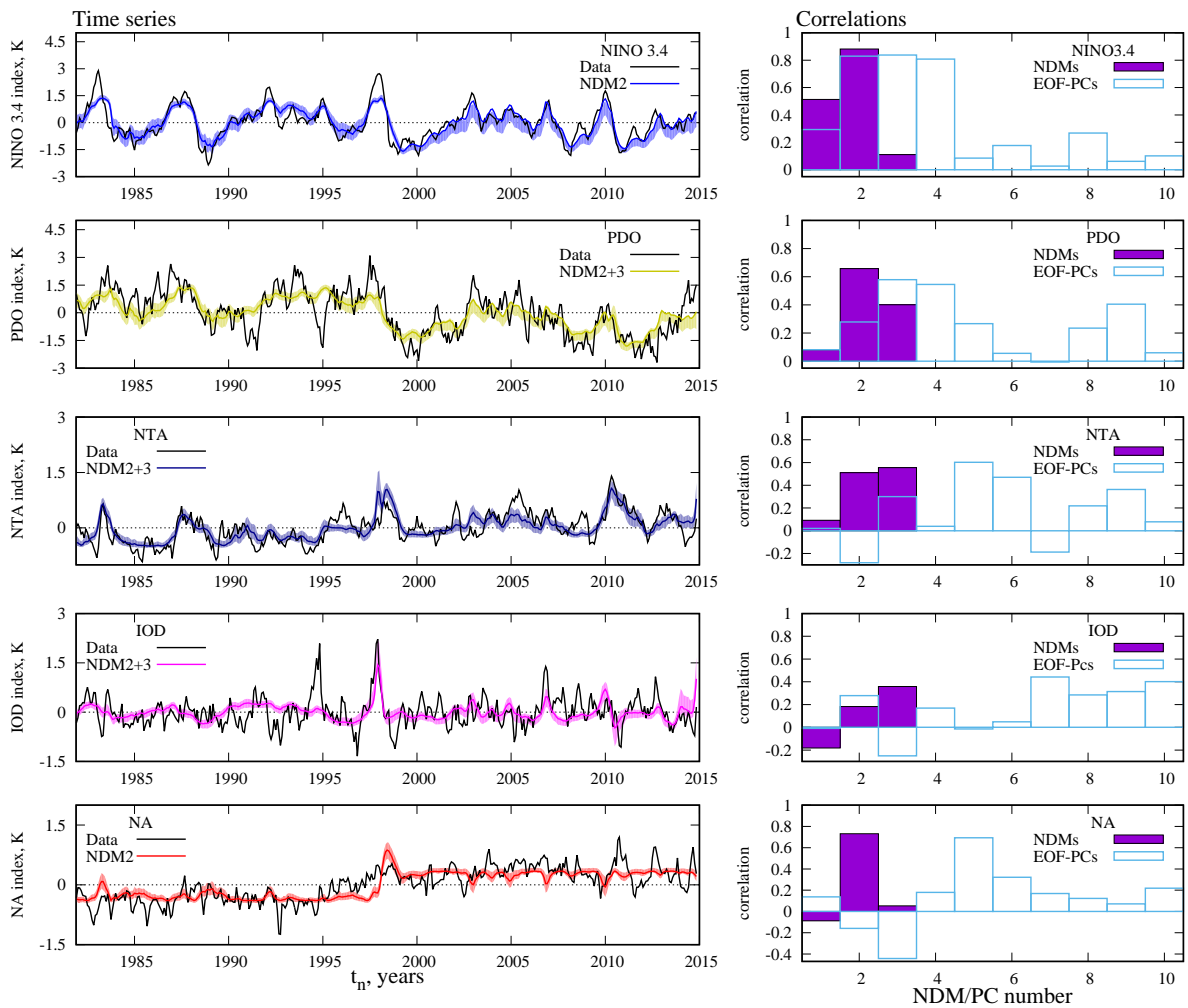 Time series
Correlations
NINO 3.4 index, K
4.5
3
1.5
0
-1.5
-3
NINO 3.4
Data
NDM2
1985
1990
1995
2000
2005
2010
2015
correlation
1
0.8
0.6
0.4
0.2
0
NINO3.4
NDMs
EOF-PCs
2
4
6
8
10
PDO index, K
4.5
3
1.5
0
-1.5
-3
PDO
Data
NDM2+3
1985
1990
1995
2000
2005
2010
2015
correlation
1
0.8
0.6
0.4
0.2
0
PDO
NDMs
EOF-PCs
2
4
6
8
10
NTA index, K
3
1.5
0
NTA
Data
NDM2+3
1985
1990
1995
2000
2005
2010
2015
correlation
1
0.8
0.6
0.4
0.2
0
-0.2
NTA
NDMs
EOF-PCs
2
4
6
8
10
IOD index, K
3
1.5
0
-1.5
IOD
Data
NDM2+3
1985
1990
1995
2000
2005
2010
2015
correlation
1
0.8
0.6
0.4
0.2
0
-0.2
IOD
NDMs
EOF-Pcs
2
4
6
8
10
NA index, K
1.5
0
-1.5
NA
Data
NDM2
1985
1990
1995
2000
2005
2010
2015
t_n, years
correlation
1
0.8
0.6
0.4
0.2
0
-0.2
-0.4
NA
NDMs
EOF-PCs
2
4
6
8
10
NDM/PC number